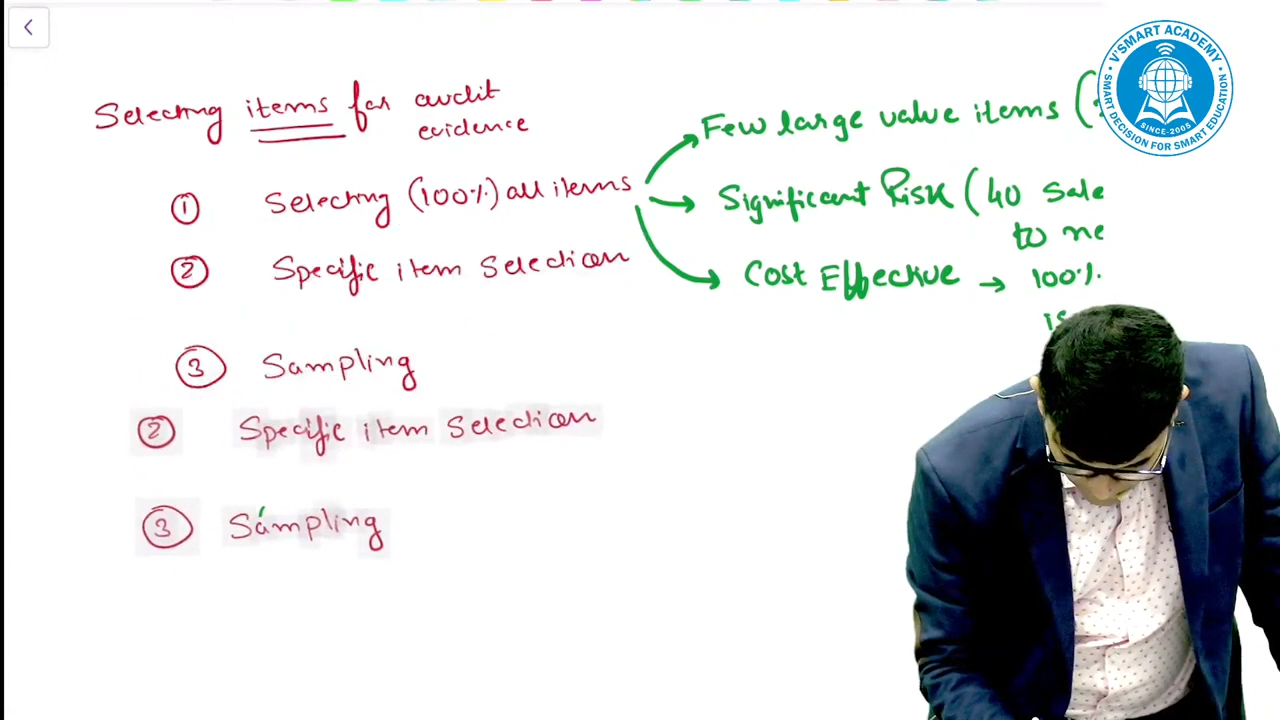 Selecting items for audit
evidence
① Selecting (100%) all items
② Specific item Selection
③ Sampling
② Specific item Selection
③ Sampling
Few large value items (
Significant Risk (40 Sale
to ne
Cost Effective → 100%
is
V'SMART ACADEMY
SINCE-2005
SMART DECISION FOR SMART EDUCATION